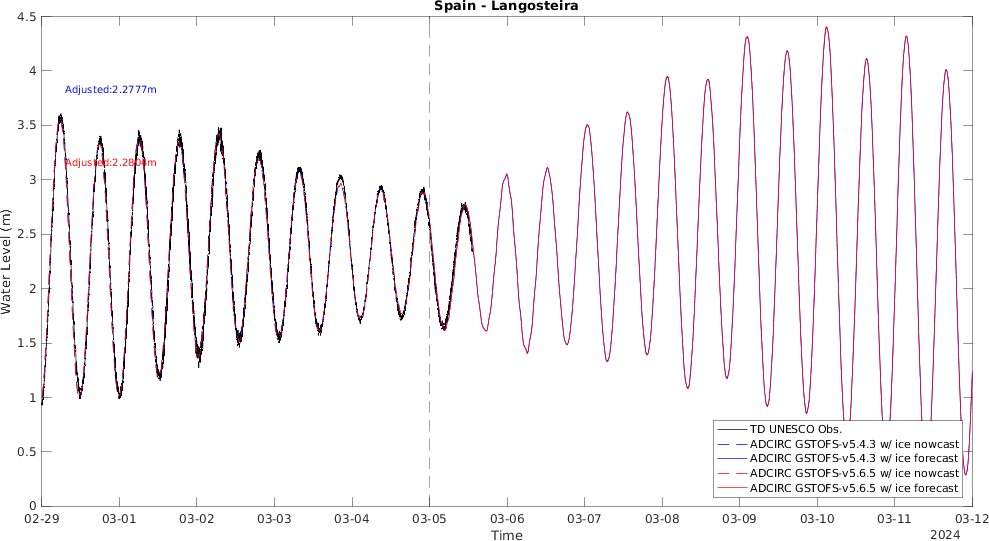 Spain - Langosteira
4.5
4
3.5
3
2.5
2
1.5
1
0.5
0
Water Level (m)
Adjusted:2.2777m
Adjusted:2.2804m
TD UNESCO Obs.
ADCIRC GSTOFS-v5.4.3 w/ ice nowcast
ADCIRC GSTOFS-v5.4.3 w/ ice forecast
ADCIRC GSTOFS-v5.6.5 w/ ice nowcast
ADCIRC GSTOFS-v5.6.5 w/ ice forecast
02-29 03-01 03-02 03-03 03-04 03-05 03-06 03-07 03-08 03-09 03-10 03-11 03-12
Time
2024